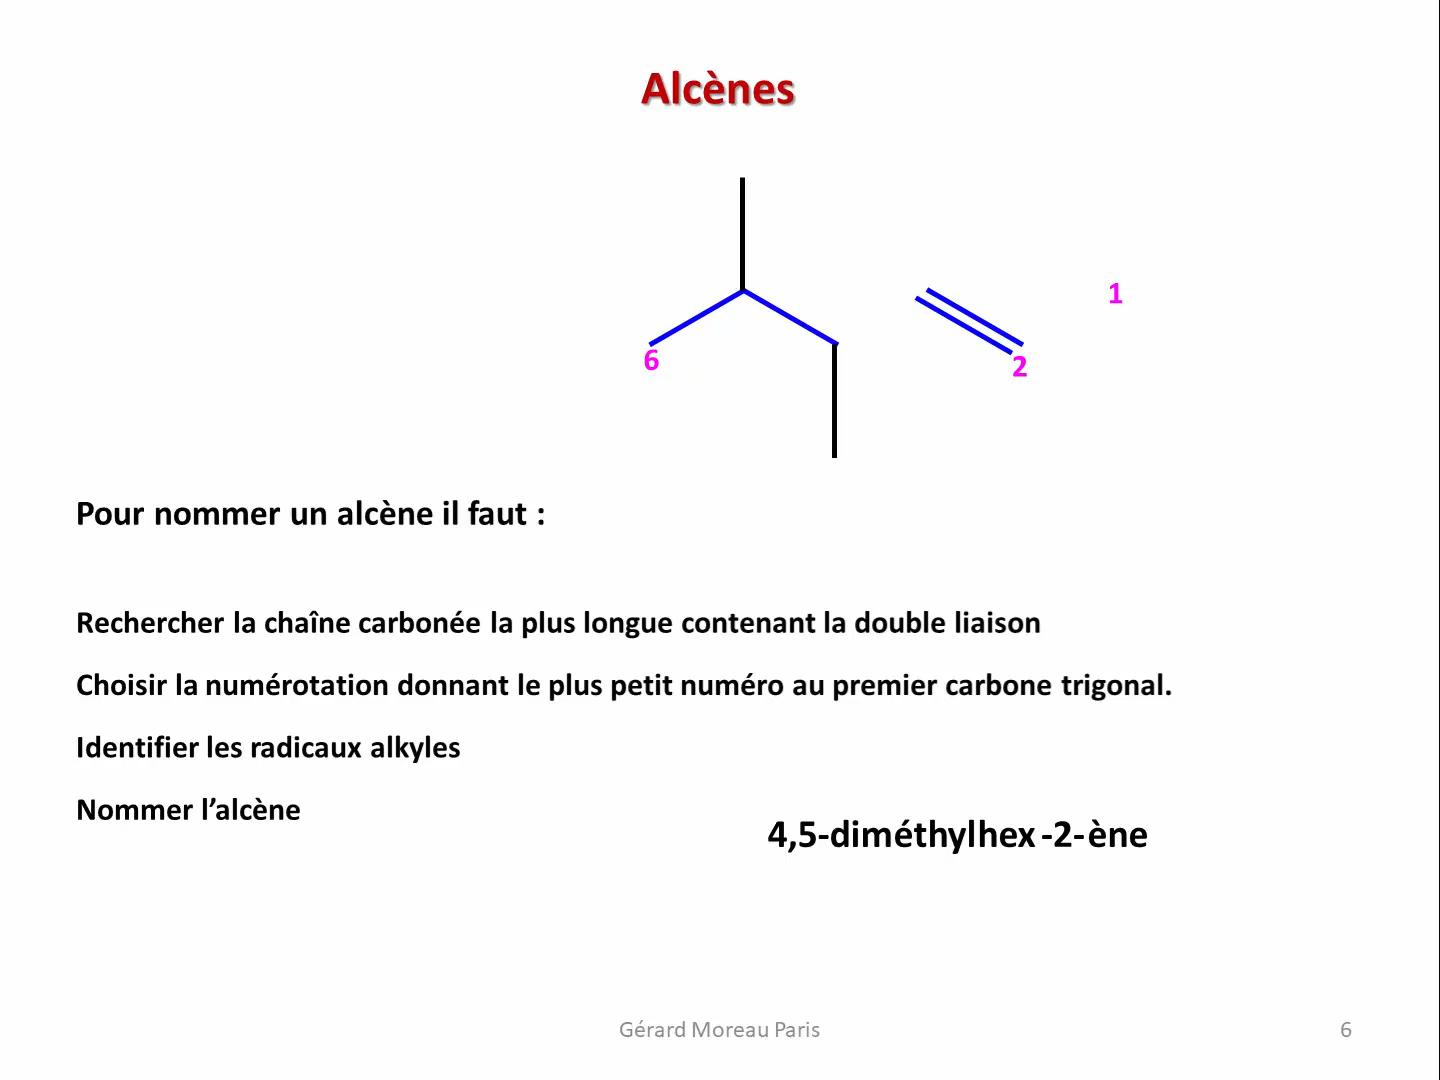 Alcènes
1
6
2
Pour nommer un alcène il faut :
Rechercher la chaîne carbonée la plus longue contenant la double liaison
Choisir la numérotation donnant le plus petit numéro au premier carbone trigonal.
Identifier les radicaux alkyles
Nommer l’alcène
4,5-diméthylhex-2-ène
Gérard Moreau Paris
6